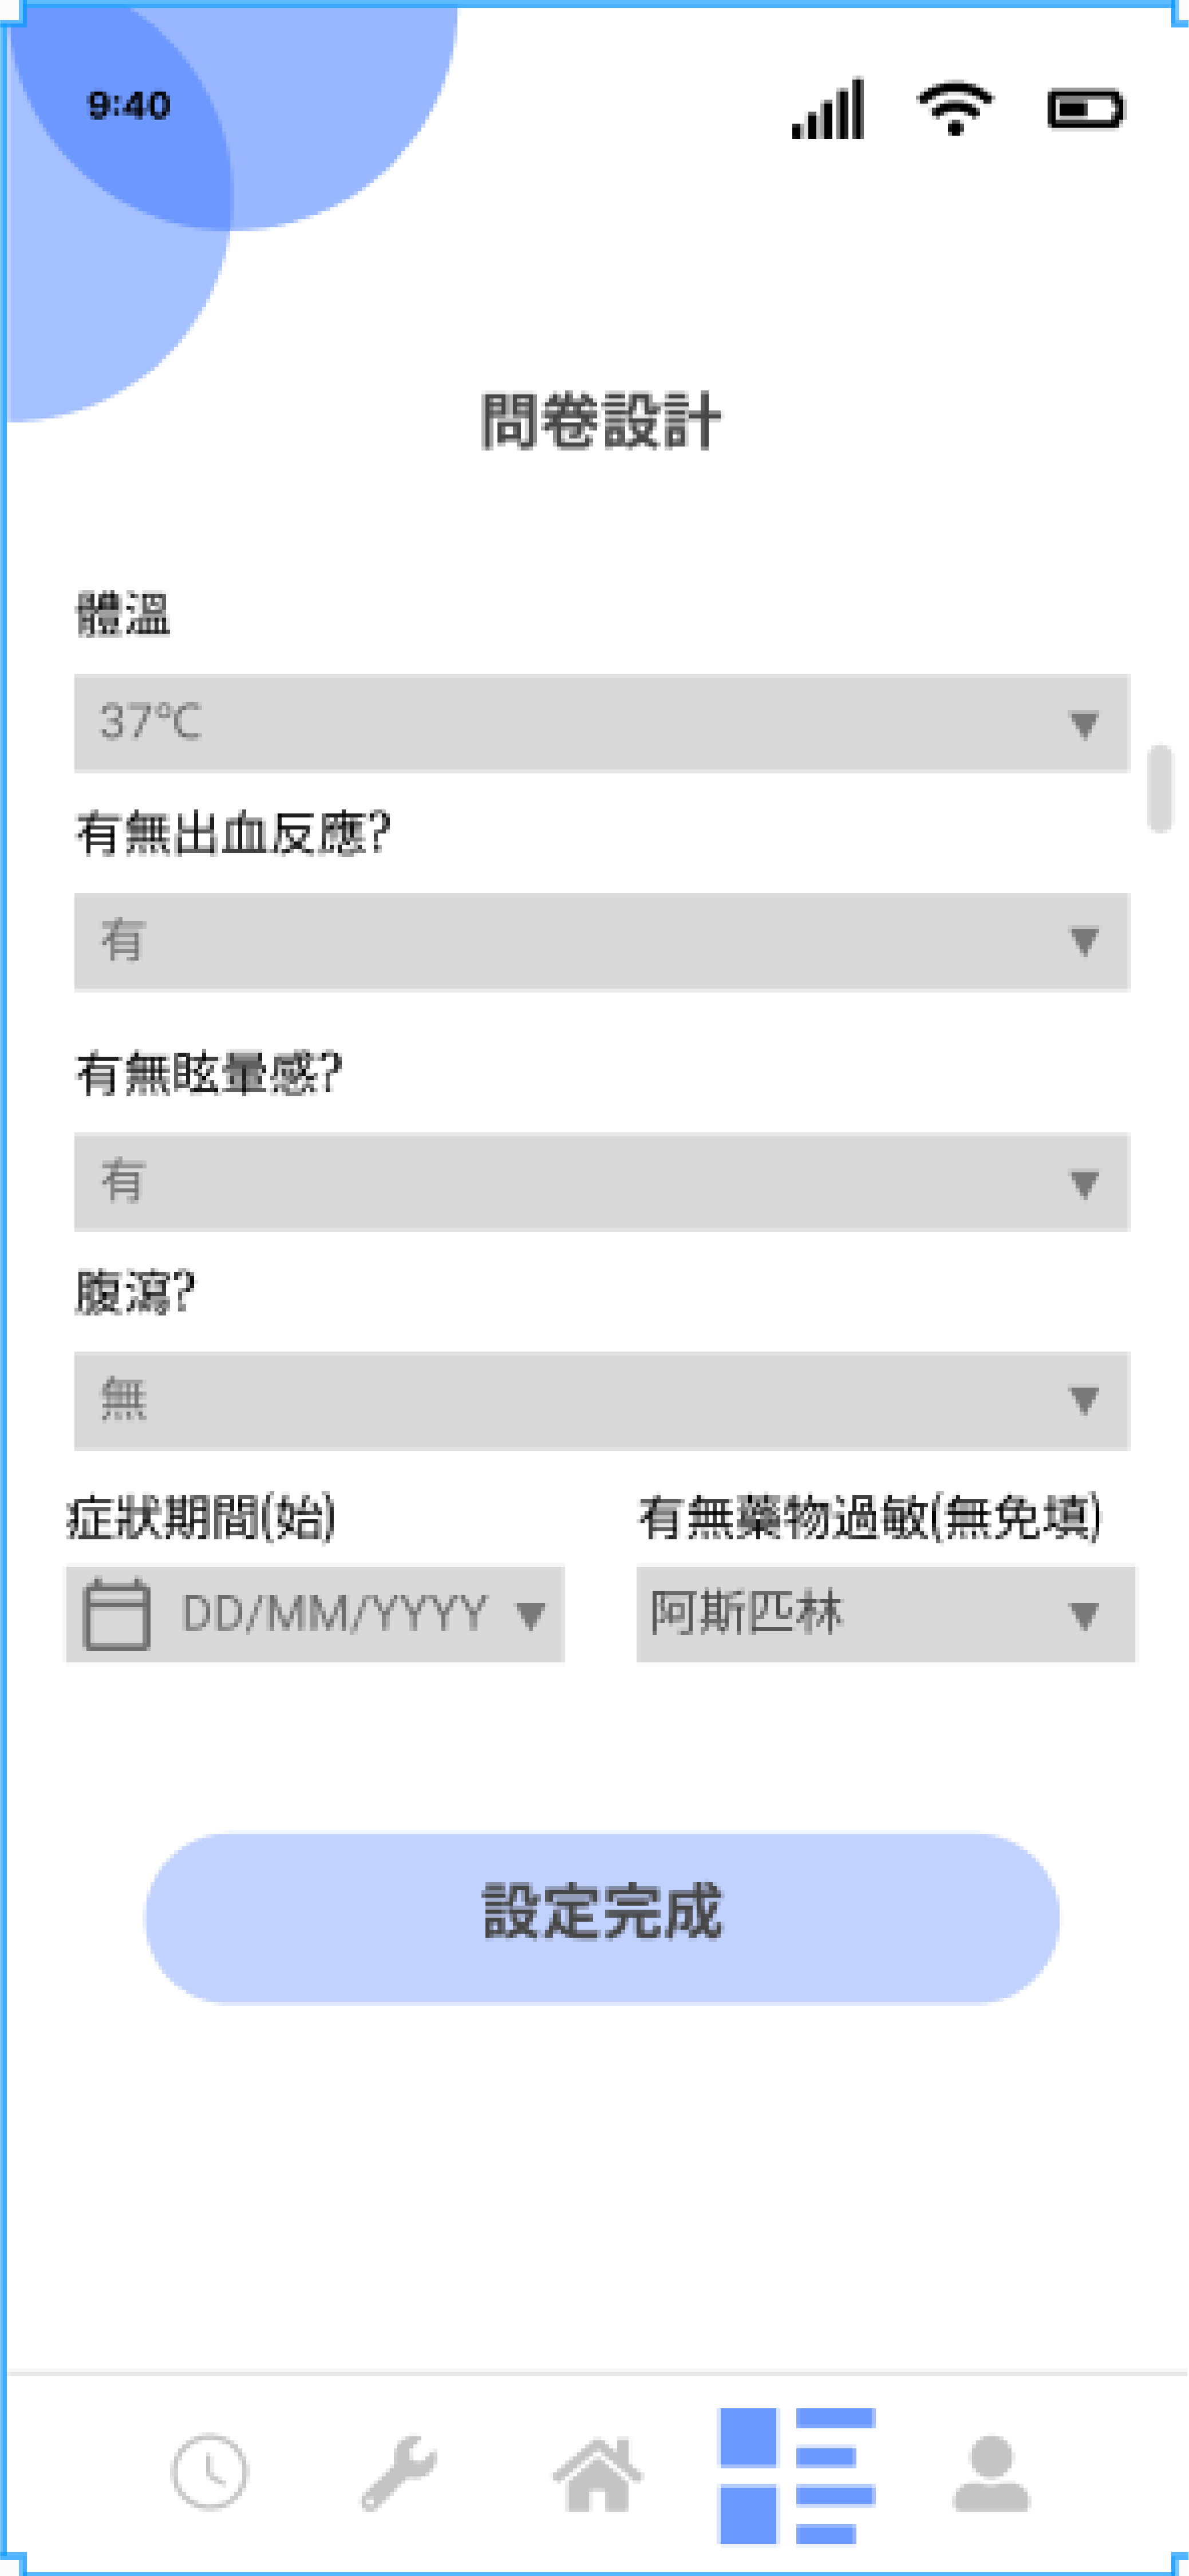 9:40
問卷設計
體溫
37°C
有無出血反應?
有
有無眩暈感?
有
腹瀉?
無
症狀期間(始) 有無藥物過敏(無免填)
DD/MM/YYYY 阿斯匹林
設定完成